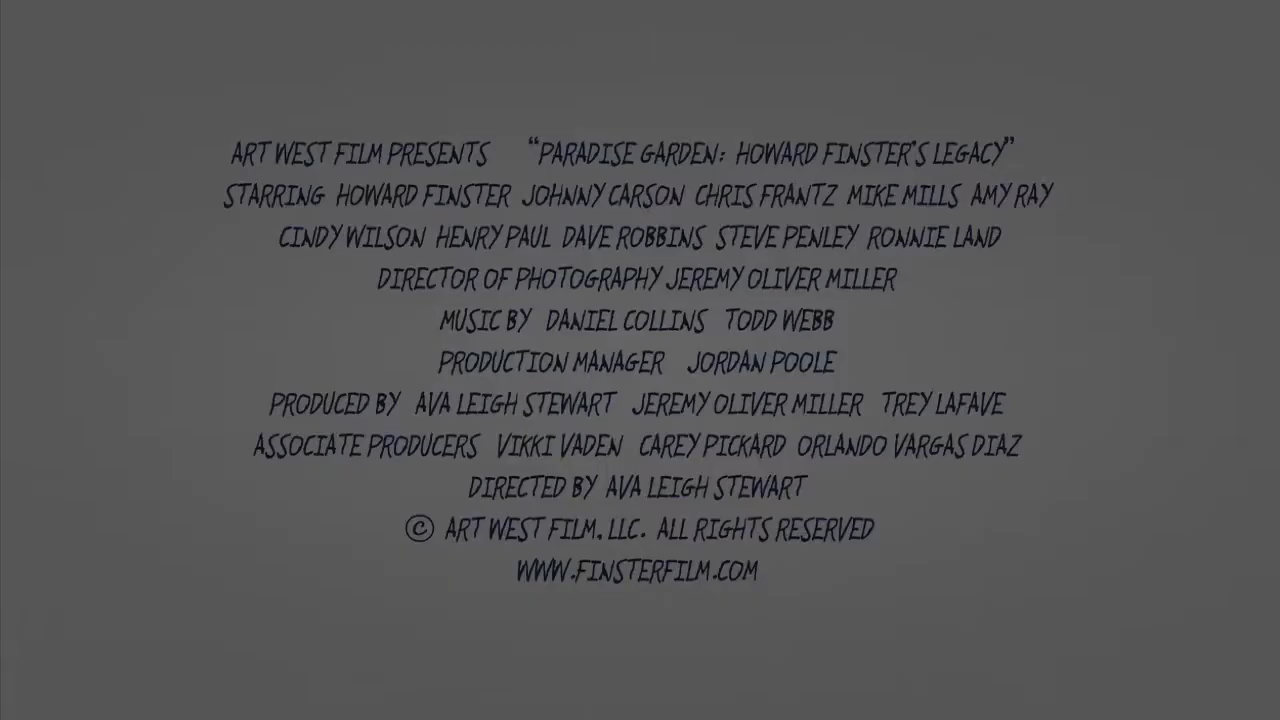 ART WEST FILM PRESENTS "PARADISE GARDEN: HOWARD FINSTER'S LEGACY"
STARRING HOWARD FINSTER JOHNNY CARSON CHRIS FRANTZ MIKE MILLS AMY RAY
CINDY WILSON HENRY PAUL DAVE ROBBINS STEVE PENLEY RONNIE LAND
DIRECTOR OF PHOTOGRAPHY JEREMY OLIVER MILLER
MUSIC BY DANIEL COLLINS TODD WEBB
PRODUCTION MANAGER JORDAN POOLE
PRODUCED BY AVA LEIGH STEWART JEREMY OLIVER MILLER TREY LAFAVE
ASSOCIATE PRODUCERS VIKKI VADEN CAREY PICKARD ORLANDO VARGAS DIAZ
DIRECTED BY AVA LEIGH STEWART
© ART WEST FILM, LLC. ALL RIGHTS RESERVED
WWW.FINSTERFILM.COM